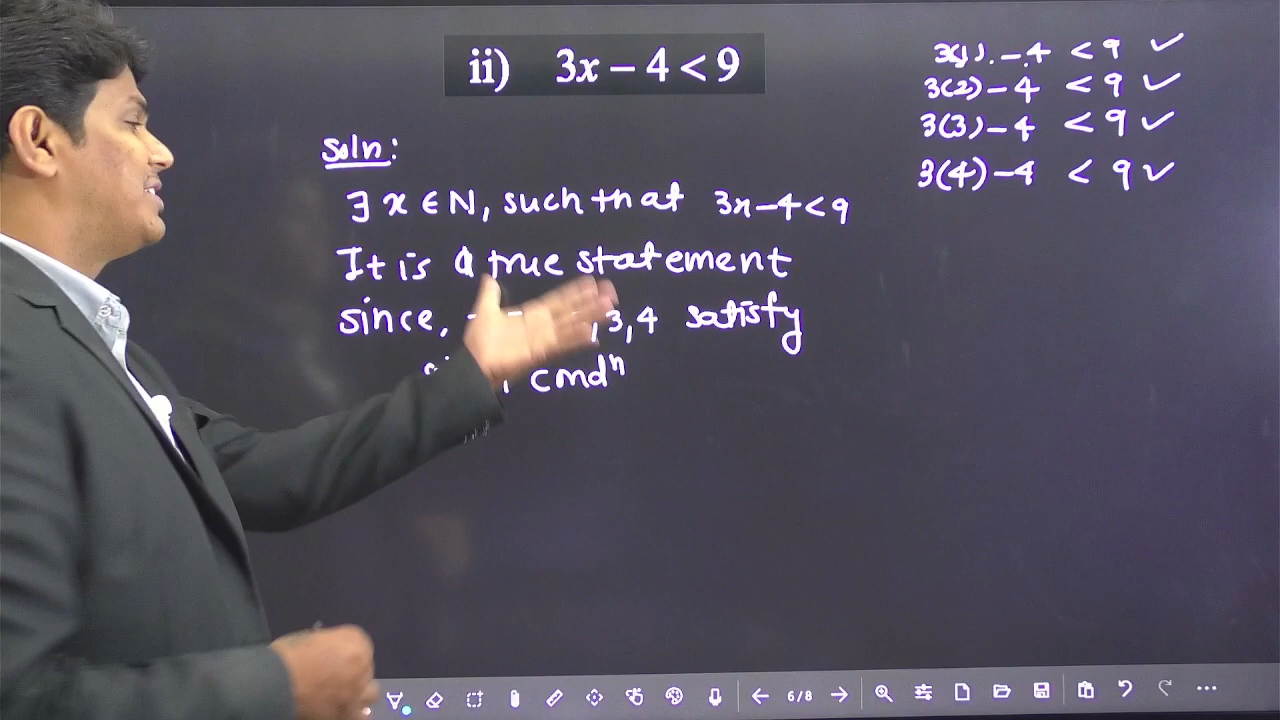 ii) 3x – 4 < 9
3(1) - 4 < 9 ✓
3(2) - 4 < 9 ✓
3(3) - 4 < 9 ✓
3(4) - 4 < 9 ✓
Soln:
∃ x ∈ N, such that 3x - 4 < 9
It is a true statement
since, ,3,4 satisfy
condⁿ
6/8